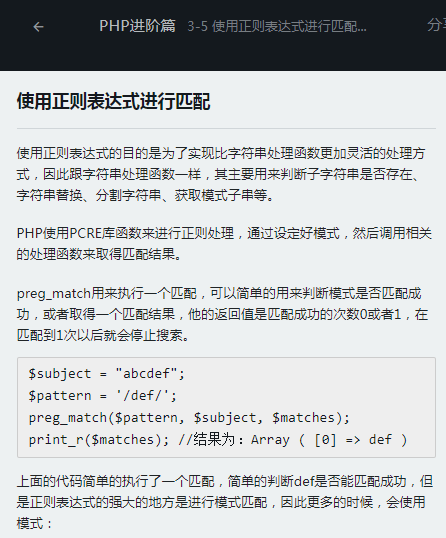 PHP进阶篇 3-5 使用正则表达式进行匹配... 分
使用正则表达式进行匹配
使用正则表达式的目的是为了实现比字符串处理函数更加灵活的处理方
式，因此跟字符串处理函数一样，其主要用来判断子字符串是否存在、
字符串替换、分割字符串、获取模式子串等。
PHP使用PCRE库函数来进行正则处理，通过设定好模式，然后调用相关
的处理函数来取得匹配结果。
preg_match用来执行一个匹配，可以简单的用来判断模式是否匹配成
功，或者取得一个匹配结果，他的返回值是匹配成功的次数0或者1，在
匹配到1次以后就会停止搜索。
$subject = "abcdef";
$pattern = '/def/';
preg_match($pattern, $subject, $matches);
print_r($matches); //结果为：Array ( [0] => def )
上面的代码简单的执行了一个匹配，简单的判断def是否能匹配成功，但
是正则表达式的强大的地方是进行模式匹配，因此更多的时候，会使用
模式：